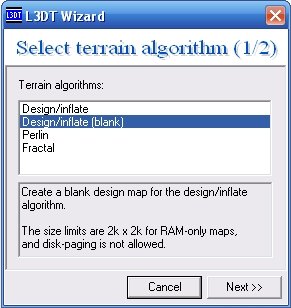 L3DT L3DT Wizard
Select terrain algorithm (1/2)
Terrain algorithms:
Design/inflate
Design/inflate (blank)
Perlin
Fractal
Create a blank design map for the design/inflate
algorithm.
The size limits are 2k x 2k for RAM-only maps,
and disk-paging is not allowed.
Cancel Next >>